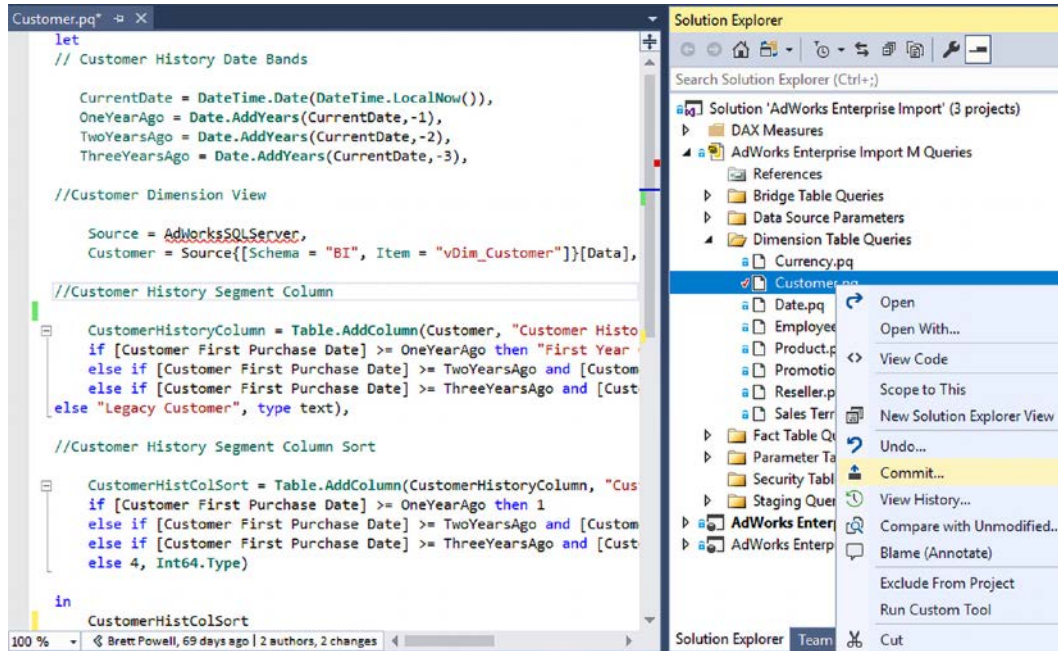 Customer.pq*
let
// Customer History Date Bands
CurrentDate = DateTime.Date(DateTime.LocalNow()),
OneYearAgo = Date.AddYears(CurrentDate,-1),
TwoYearsAgo = Date.AddYears(CurrentDate,-2),
ThreeYearsAgo = Date.AddYears(CurrentDate,-3),
//Customer Dimension View
Source = AdWorksSQLServer,
Customer = Source{[Schema = "BI", Item = "vDim_Customer"]}[Data],
//Customer History Segment Column
CustomerHistoryColumn = Table.AddColumn(Customer, "Customer Histo
if [Customer First Purchase Date] >= OneYearAgo then "First Year
else if [Customer First Purchase Date] >= TwoYearsAgo and [Custom
else if [Customer First Purchase Date] >= ThreeYearsAgo and [Cust
else "Legacy Customer", type text),
//Customer History Segment Column Sort
CustomerHistColSort = Table.AddColumn(CustomerHistoryColumn, "Cus
if [Customer First Purchase Date] >= OneYearAgo then 1
else if [Customer First Purchase Date] >= TwoYearsAgo and [Custom
else if [Customer First Purchase Date] >= ThreeYearsAgo and [Cust
else 4, Int64.Type)
in
CustomerHistColSort
100 % Brett Powell, 69 days ago | 2 authors, 2 changes
Solution Explorer
Search Solution Explorer (Ctrl+;)
Solution 'AdWorks Enterprise Import' (3 projects)
DAX Measures
AdWorks Enterprise Import M Queries
References
Bridge Table Queries
Data Source Parameters
Dimension Table Queries
Currency.pq
Customer.pq
Date.pq
Employee
Product.p
Promotio
Reseller.p
Sales Terr
Fact Table Qu
Parameter Ta
Security Tabl
Staging Quer
AdWorks Enter
AdWorks Enterp
Open
Open With...
View Code
Scope to This
New Solution Explorer View
Undo...
Commit...
View History...
Compare with Unmodified...
Blame (Annotate)
Exclude From Project
Run Custom Tool
Cut
Solution Explorer Team